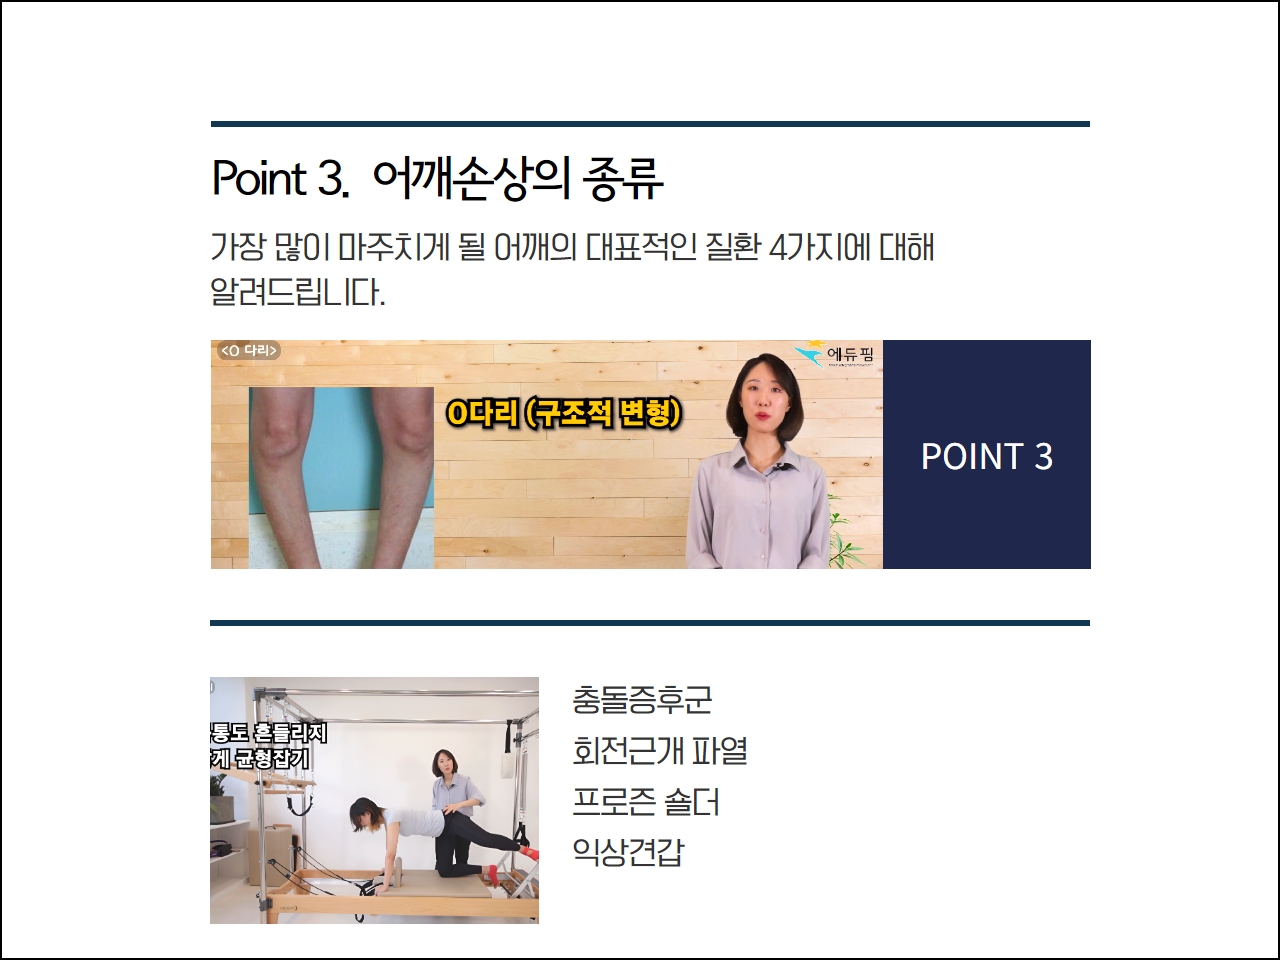 Point 3. 어깨손상의 종류
가장 많이 마주치게 될 어깨의 대표적인 질환 4가지에 대해
알려드립니다.
<O 다리>
에듀핌
O다리 (구조적 변형)
POINT 3
통도 흔들리지
게 균형잡기
충돌증후군
회전근개 파열
프로즌 숄더
익상견갑